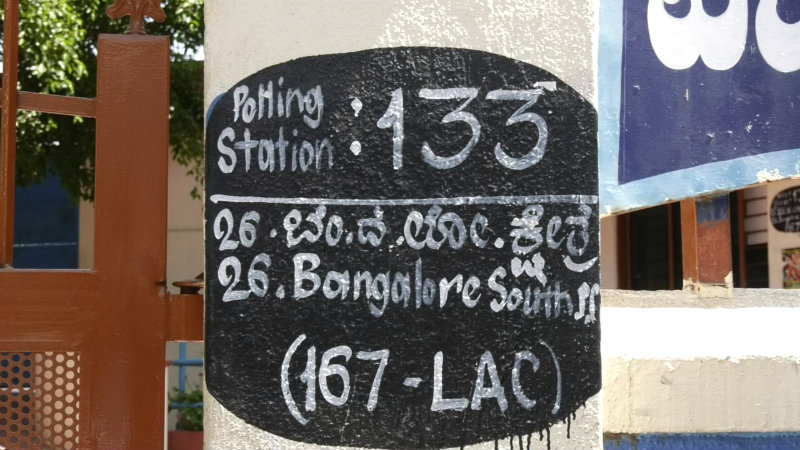 Polling
Station : 133
26. ಬೆಂ.ದ. ಲೋ. ಕ್ಷೇತ್ರ
26. Bangalore South
(167 - LAC)